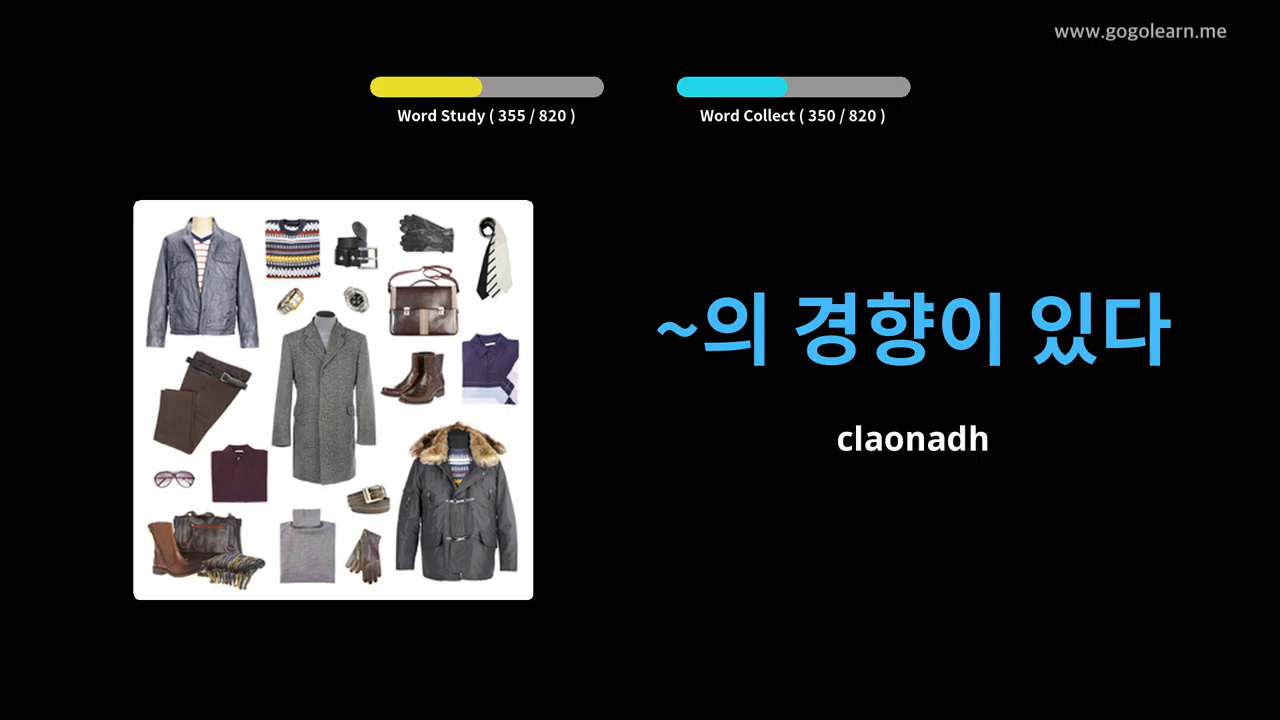 www.gogolearn.me
Word Study ( 355 / 820 )
Word Collect ( 350 / 820 )
~의 경향이 있다
claonadh